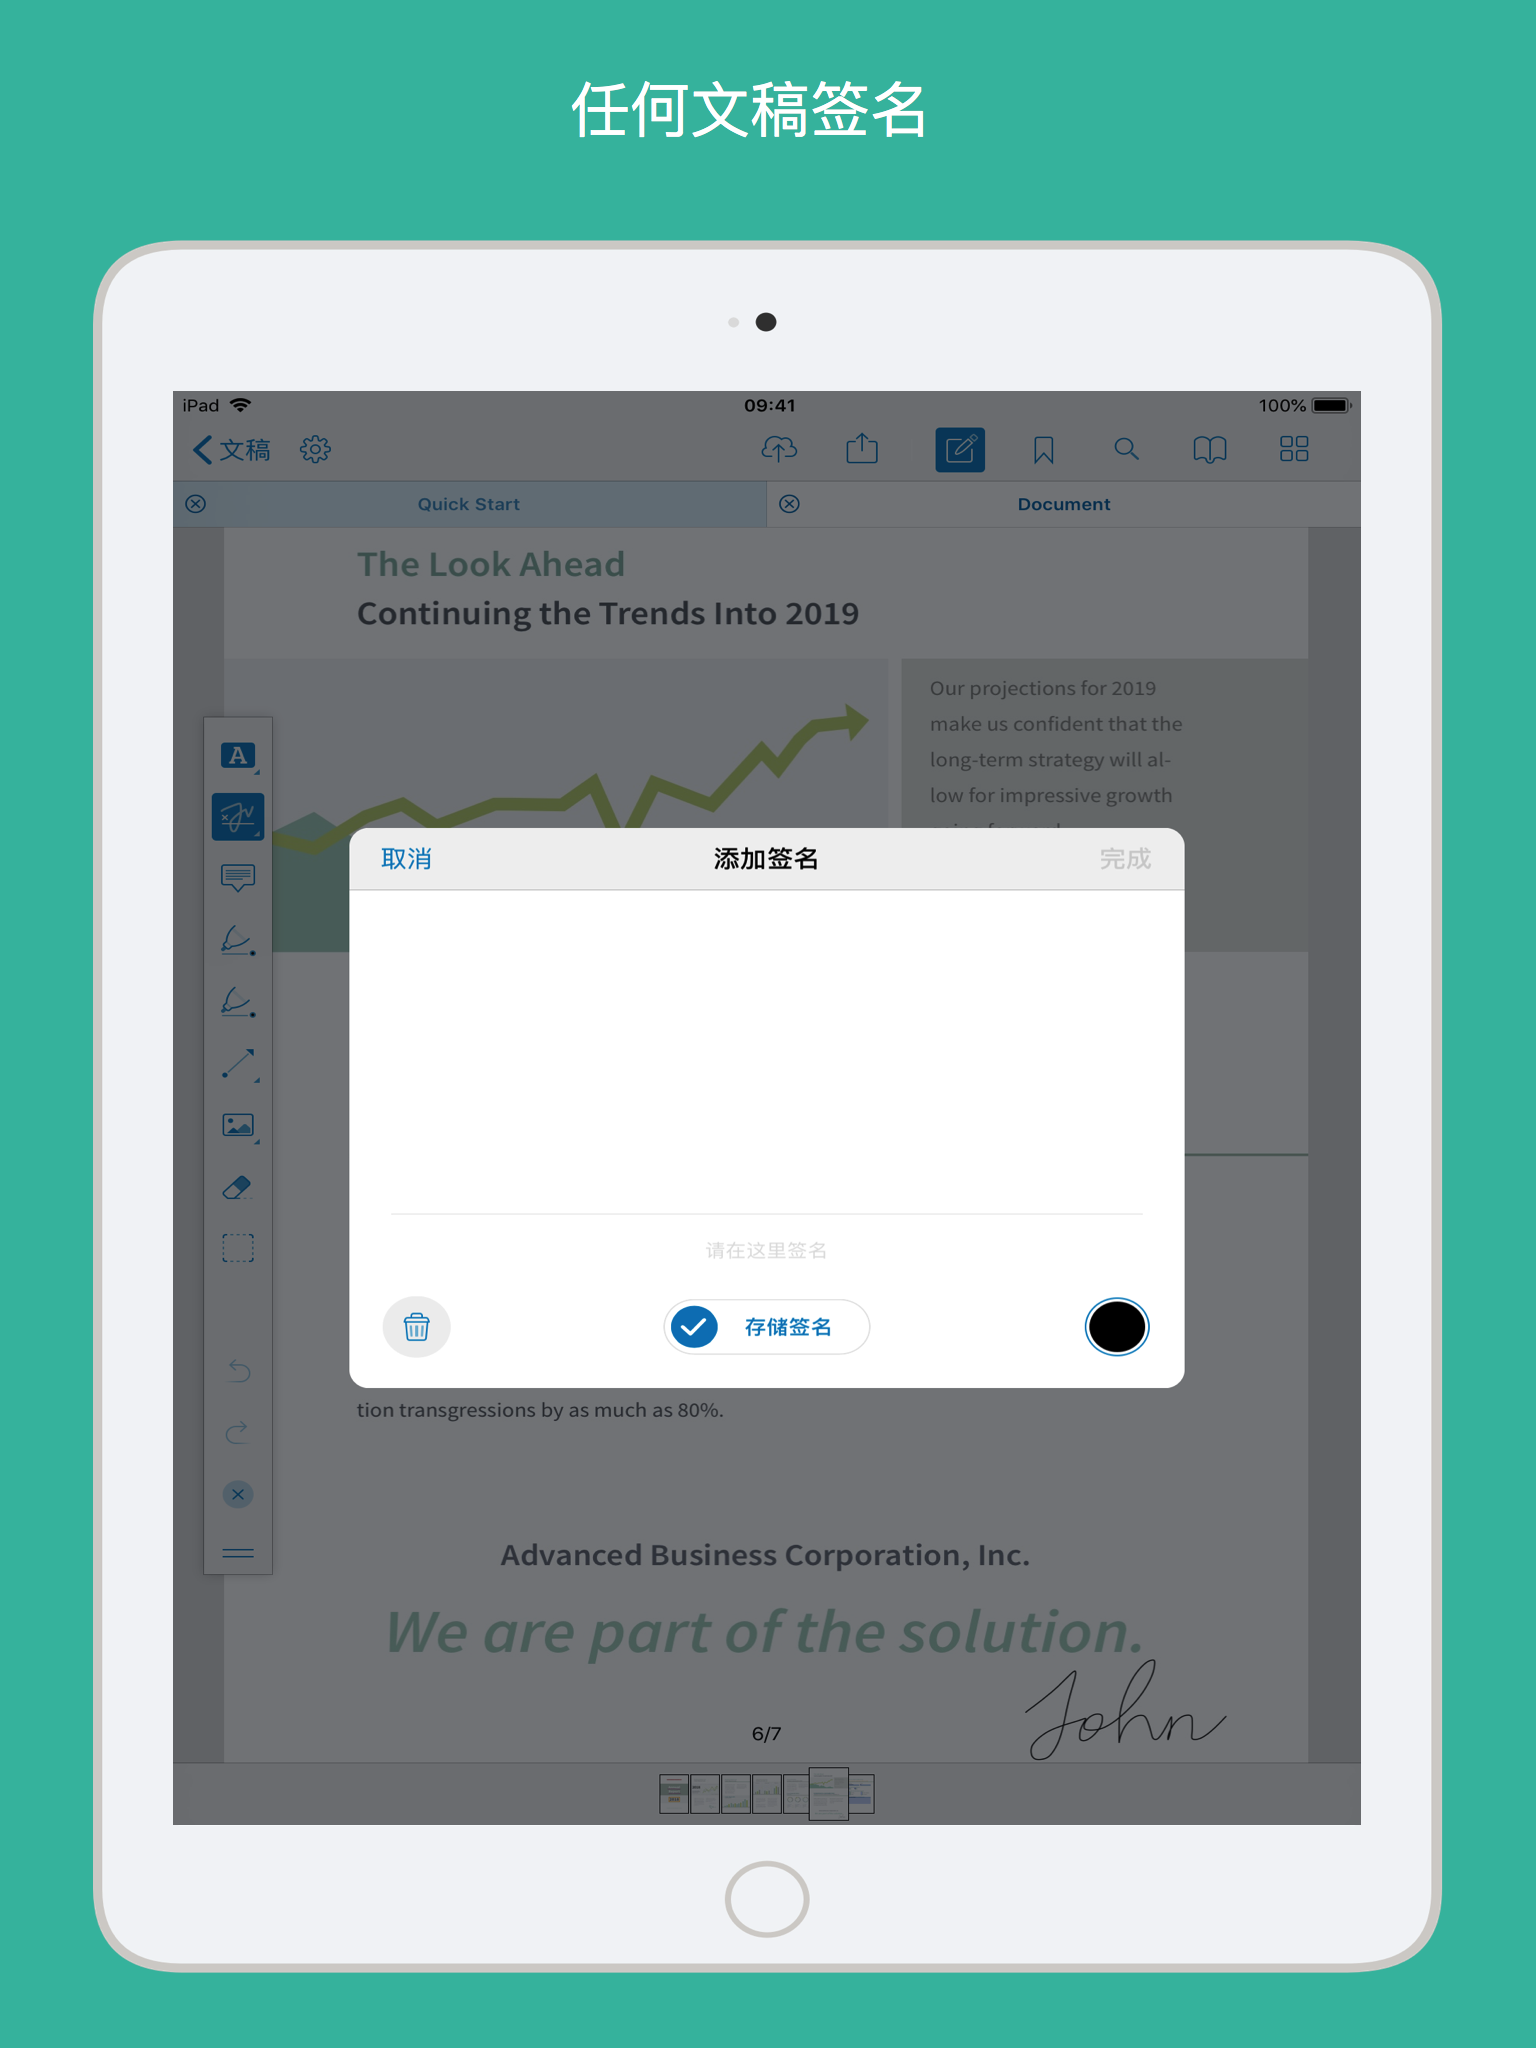 任何文稿签名
iPad 09:41 100%
文稿
Quick Start Document
The Look Ahead
Continuing the Trends Into 2019
Our projections for 2019
make us confident that the
long-term strategy will al-
low for impressive growth
A
取消 添加签名 完成
请在这里签名
存储签名
tion transgressions by as much as 80%.
Advanced Business Corporation, Inc.
We are part of the solution.
John
6/7